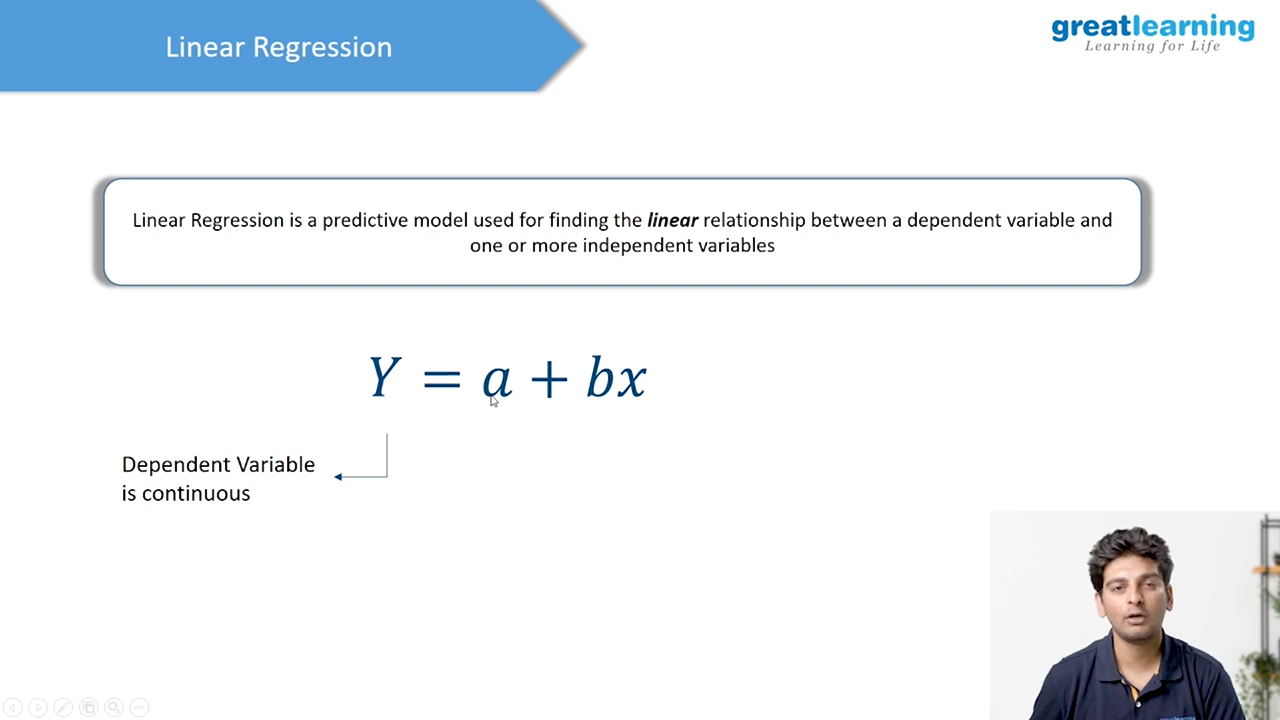 Linear Regression
greatlearning
Learning for Life
Linear Regression is a predictive model used for finding the linear relationship between a dependent variable and
one or more independent variables
Y = a + bx
Dependent Variable
is continuous